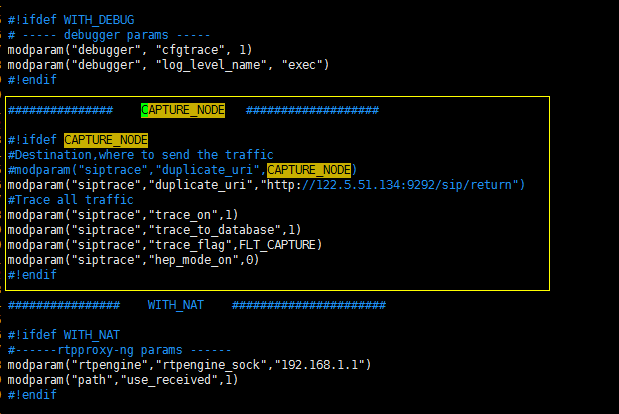 #!ifdef WITH_DEBUG
# ----- debugger params -----
modparam("debugger", "cfgtrace", 1)
modparam("debugger", "log_level_name", "exec")
#!endif
############### CAPTURE_NODE ###################
#!ifdef CAPTURE_NODE
#Destination,where to send the traffic
#modparam("siptrace","duplicate_uri",CAPTURE_NODE)
modparam("siptrace","duplicate_uri","http://122.5.51.134:9292/sip/return")
#Trace all traffic
modparam("siptrace","trace_on",1)
modparam("siptrace","trace_to_database",1)
modparam("siptrace","trace_flag",FLT_CAPTURE)
modparam("siptrace","hep_mode_on",0)
#!endif
################ WITH_NAT ######################
#!ifdef WITH_NAT
#------rtpproxy-ng params ------
modparam("rtpengine","rtpengine_sock","192.168.1.1")
modparam("path","use_received",1)
#!endif